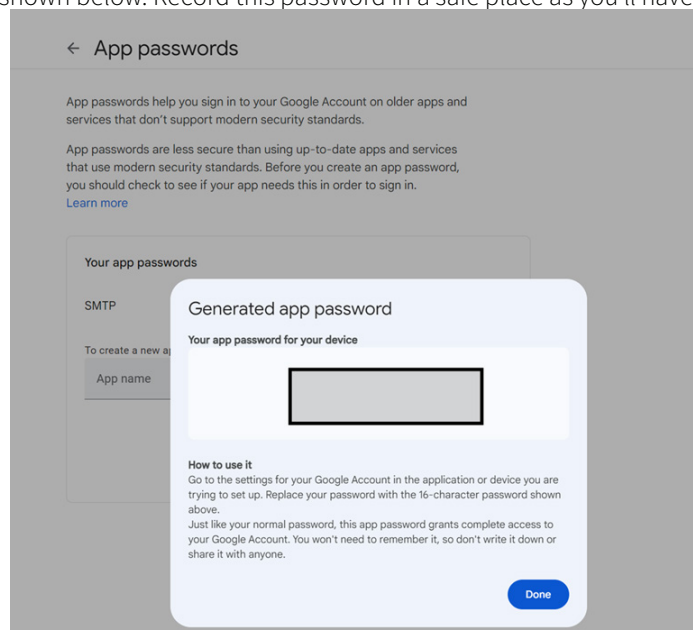 shown below. Record this password in a safe place as you'll have
App passwords
App passwords help you sign in to your Google Account on older apps and
services that don't support modern security standards.
App passwords are less secure than using up-to-date apps and services
that use modern security standards. Before you create an app password,
you should check to see if your app needs this in order to sign in.
Learn more
Your app passwords
SMTP
To create a new
App name
Generated app password
Your app password for your device
How to use it
Go to the settings for your Google Account in the application or device you are
trying to set up. Replace your password with the 16-character password shown
above.
Just like your normal password, this app password grants complete access to
your Google Account. You won't need to remember it, so don't write it down or
share it with anyone.
Done